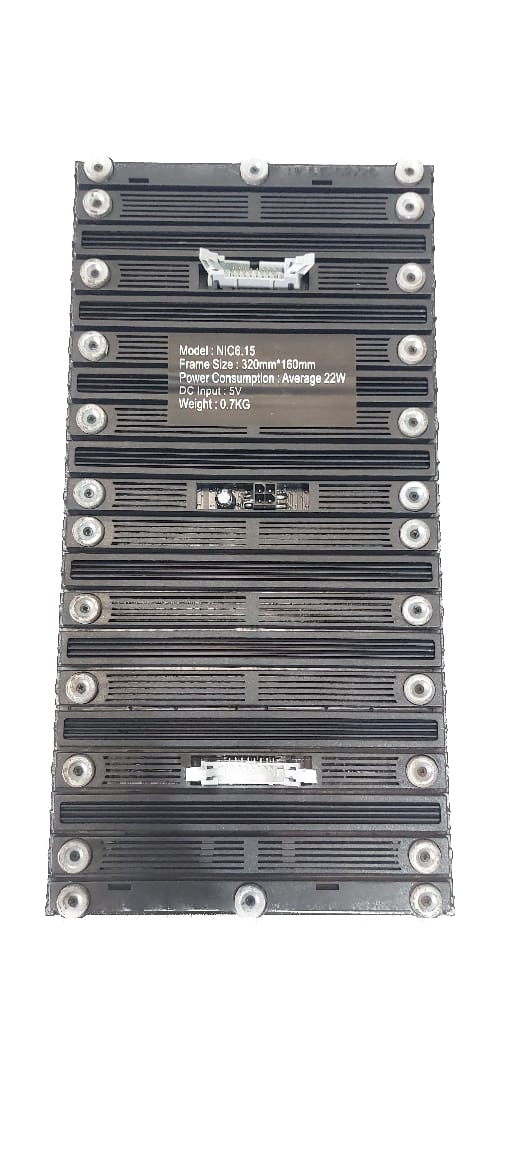 Model : NIC6.15
Frame Size : 320mm*160mm
Power Consumption : Average 22W
DC Input : 5V
Weight : 0.7KG